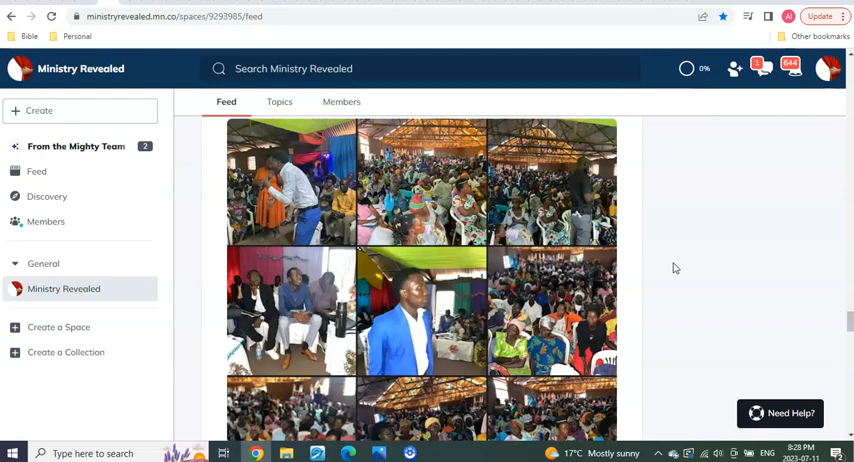 ministryrevealed.mn.co/spaces/9293985/feed
AI
Update
Bible
Personal
Other bookmarks
Ministry Revealed
Search Ministry Revealed
0%
1
644
Create
Feed
Topics
Members
From the Mighty Team
2
Feed
Discovery
Members
General
Ministry Revealed
Create a Space
Create a Collection
Need Help?
Type here to search
17°C Mostly sunny
ENG
8:28 PM
2023-07-11
2